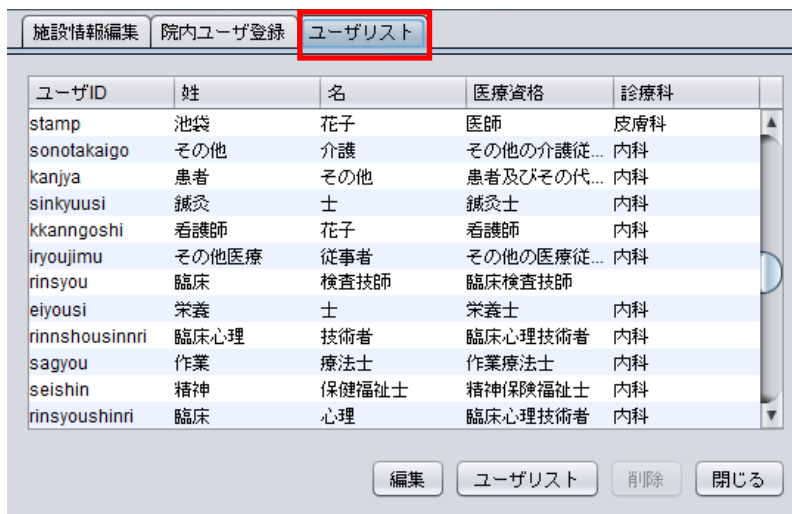 施設情報編集 院内ユーザ登録 ユーザリスト
ユーザID 姓 名 医療資格 診療科
stamp 池袋 花子 医師 皮膚科
sonotakaigo その他 介護 その他の介護従... 内科
kanjya 患者 その他 患者及びその代... 内科
sinkyuusi 鍼灸 士 鍼灸士 内科
kkanngoshi 看護師 花子 看護師 内科
iryoujimu その他医療 従事者 その他の医療従... 内科
rinsyou 臨床 検査技師 臨床検査技師
eiyousi 栄養 士 栄養士 内科
rinnshousinnri 臨床心理 技術者 臨床心理技術者 内科
sagyou 作業 療法士 作業療法士 内科
seishin 精神 保健福祉士 精神保険福祉士 内科
rinsyoushinri 臨床 心理 臨床心理技術者 内科
編集 ユーザリスト 削除 閉じる